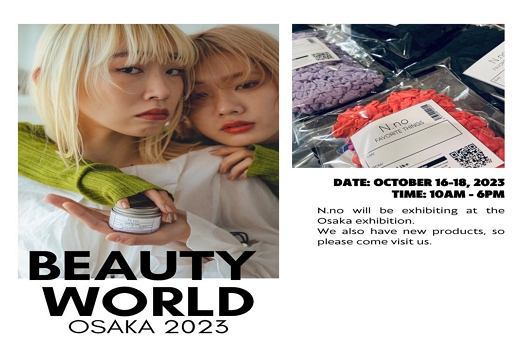 N.no
FAVORITE THINGS
DATE: OCTOBER 16-18, 2023
TIME: 10AM - 6PM
N.no will be exhibiting at the
Osaka exhibition.
We also have new products, so
please come visit us.
BEAUTY
WORLD
OSAKA 2023